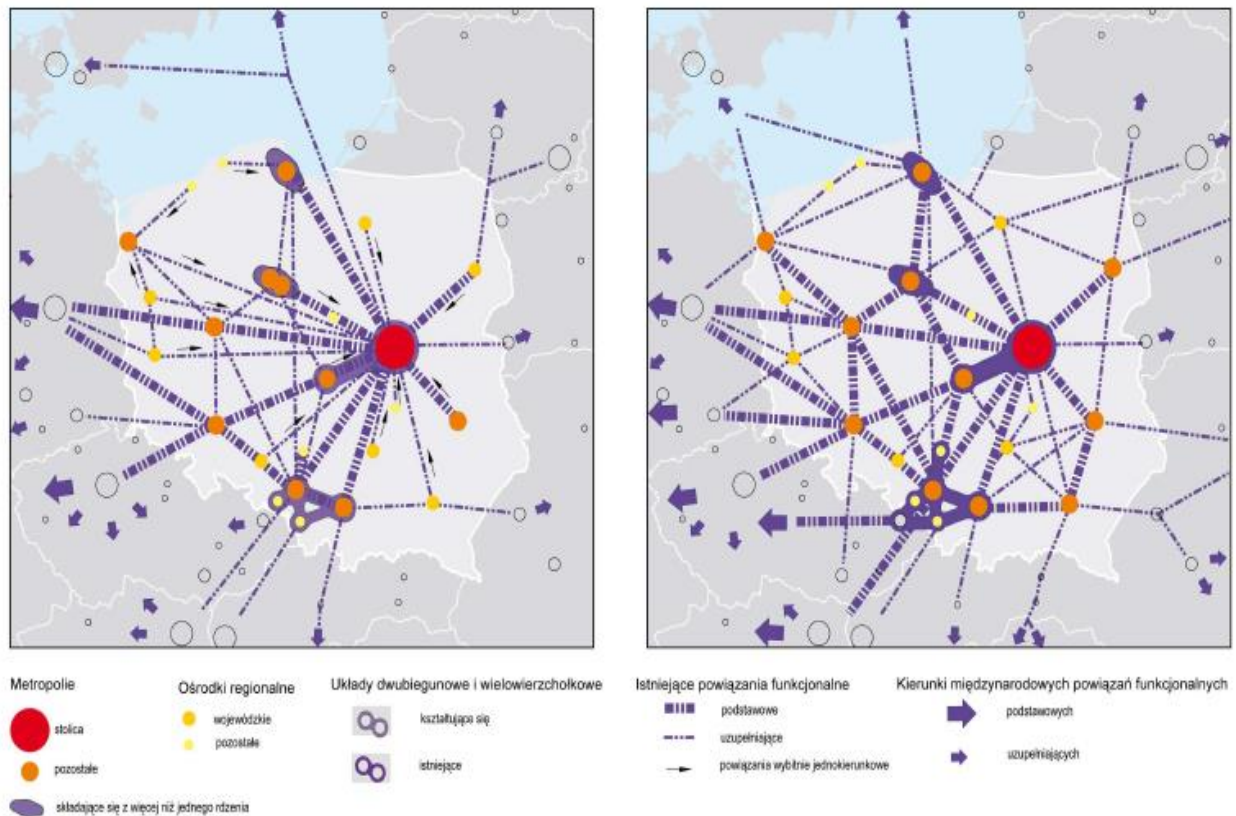 Metropolie
stolica
pozostałe
składające się z więcej niż jednego rdzenia
Ośrodki regionalne
wojewódzkie
pozostałe
Układy dwubiegunowe i wielowierzchołkowe
kształtujące się
istniejące
Istniejące powiązania funkcjonalne
podstawowe
uzupełniające
powiązania wybitnie jednokierunkowe
Kierunki międzynarodowych powiązań funkcjonalnych
podstawowych
uzupełniających